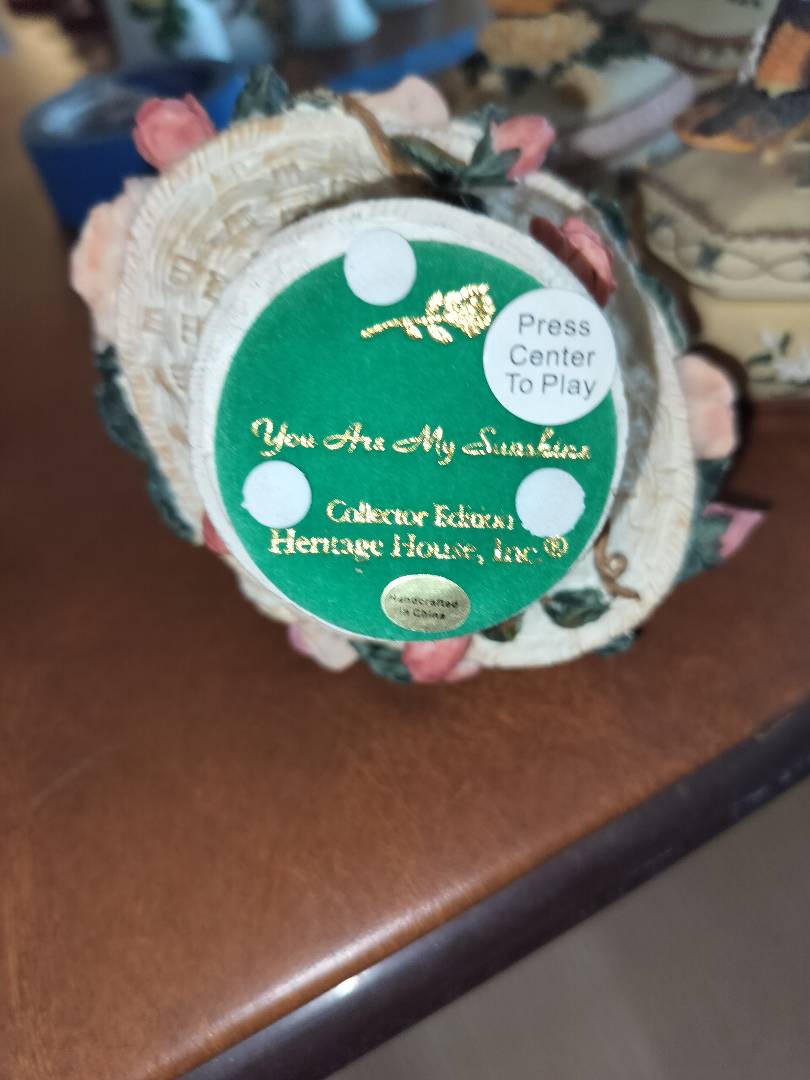 Press
Center
To Play
You Are My Sunshine
Collector Edition
Heritage House, Inc.®
Handcrafted
in China